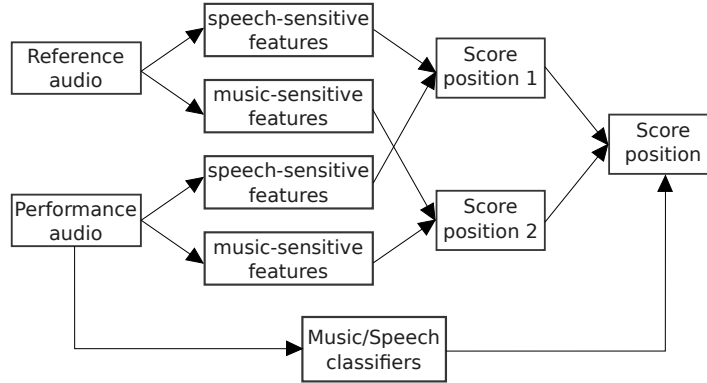 Reference
audio
speech-sensitive
features
music-sensitive
features
Performance
audio
speech-sensitive
features
music-sensitive
features
Score
position 1
Score
position 2
Score
position
Music/Speech
classifiers